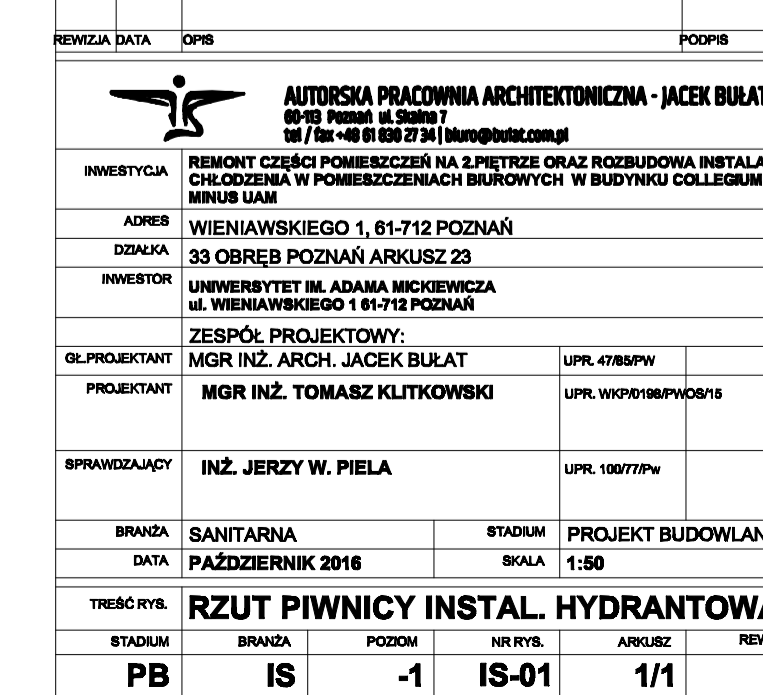 REWIZJA DATA OPIS PODPIS
AUTORSKA PRACOWNIA ARCHITEKTONICZNA - JACEK BUŁAT
60-113 Poznań ul. Skalna 7
tel / fax +48 61 830 27 34 | biuro@bulat.com.pl
INWESTYCJA REMONT CZĘŚCI POMIESZCZEŃ NA 2.PIĘTRZE ORAZ ROZBUDOWA INSTALA
CHŁODZENIA W POMIESZCZENIACH BIUROWYCH W BUDYNKU COLLEGIUM
MINUS UAM
ADRES WIENIAWSKIEGO 1, 61-712 POZNAŃ
DZIAŁKA 33 OBRĘB POZNAŃ ARKUSZ 23
INWESTOR UNIWERSYTET IM. ADAMA MICKIEWICZA
ul. WIENIAWSKIEGO 1 61-712 POZNAŃ
ZESPÓŁ PROJEKTOWY:
GŁ.PROJEKTANT MGR INŻ. ARCH. JACEK BUŁAT UPR. 47/85/PW
PROJEKTANT MGR INŻ. TOMASZ KLITKOWSKI UPR. WKP/0198/PWOS/15
SPRAWDZAJĄCY INŻ. JERZY W. PIELA UPR. 100/77/Pw
BRANŻA SANITARNA STADIUM PROJEKT BUDOWLAN
DATA PAŹDZIERNIK 2016 SKALA 1:50
TREŚĆ RYS. RZUT PIWNICY INSTAL. HYDRANTOWA
STADIUM BRANŻA POZIOM NR RYS. ARKUSZ REW
PB IS -1 IS-01 1/1